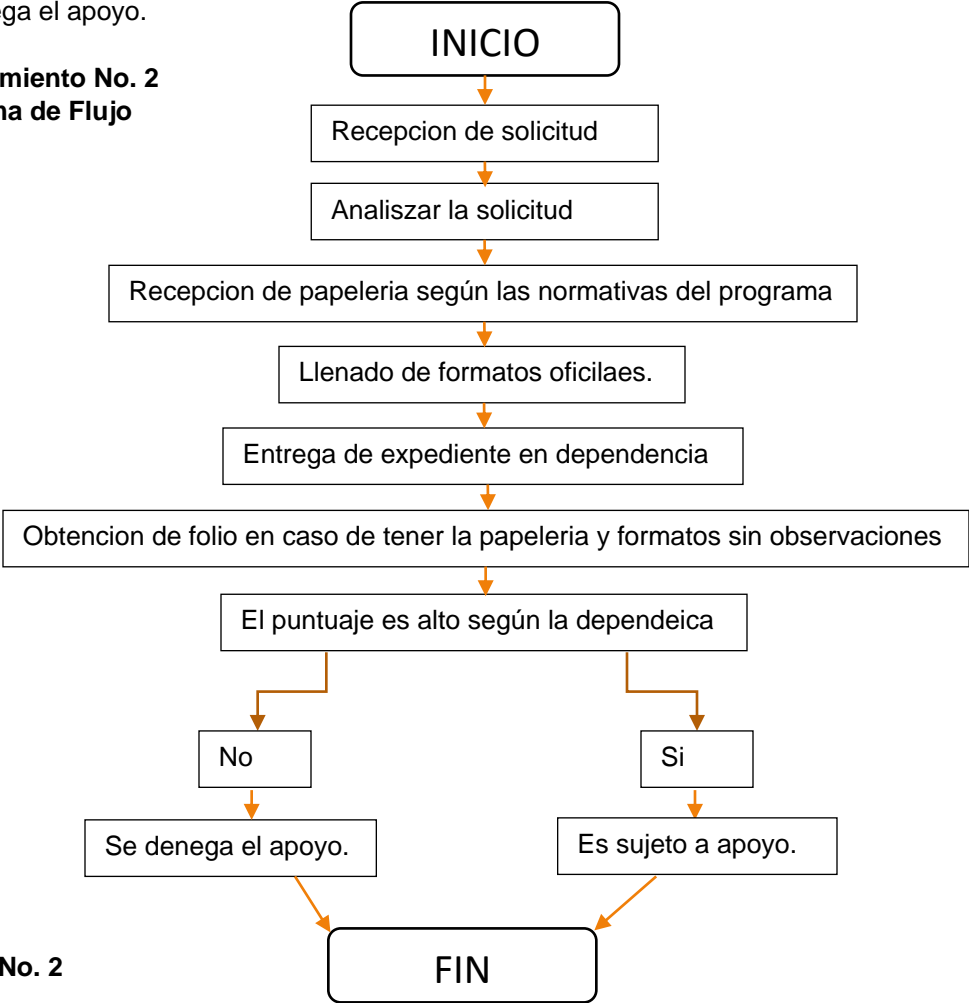 ega el apoyo.
INICIO
miento No. 2
na de Flujo
Recepcion de solicitud
Analiszar la solicitud
Recepcion de papeleria según las normativas del programa
Llenado de formatos oficilaes.
Entrega de expediente en dependencia
Obtencion de folio en caso de tener la papeleria y formatos sin observaciones
El puntuaje es alto según la dependeica
No
Si
Se denega el apoyo.
Es sujeto a apoyo.
FIN
No. 2